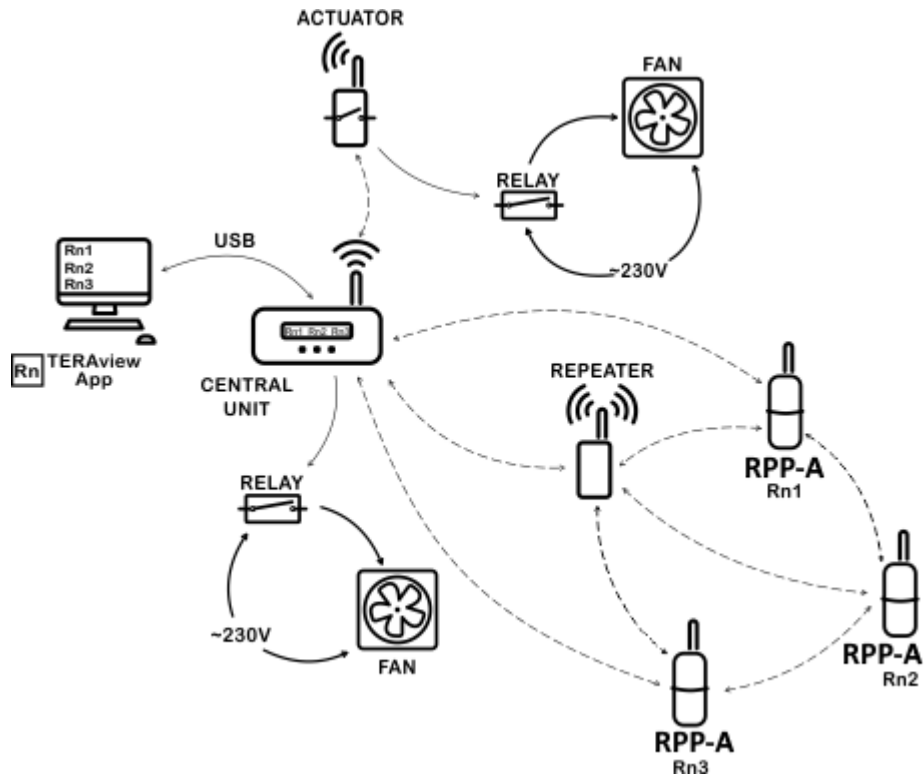 ACTUATOR
FAN
RELAY
~230V
USB
Rn1
Rn2
Rn3
Rn TERAview
App
Rn1 Rn2 Rn3
CENTRAL
UNIT
REPEATER
RPP-A
Rn1
RELAY
~230V
FAN
RPP-A
Rn2
RPP-A
Rn3